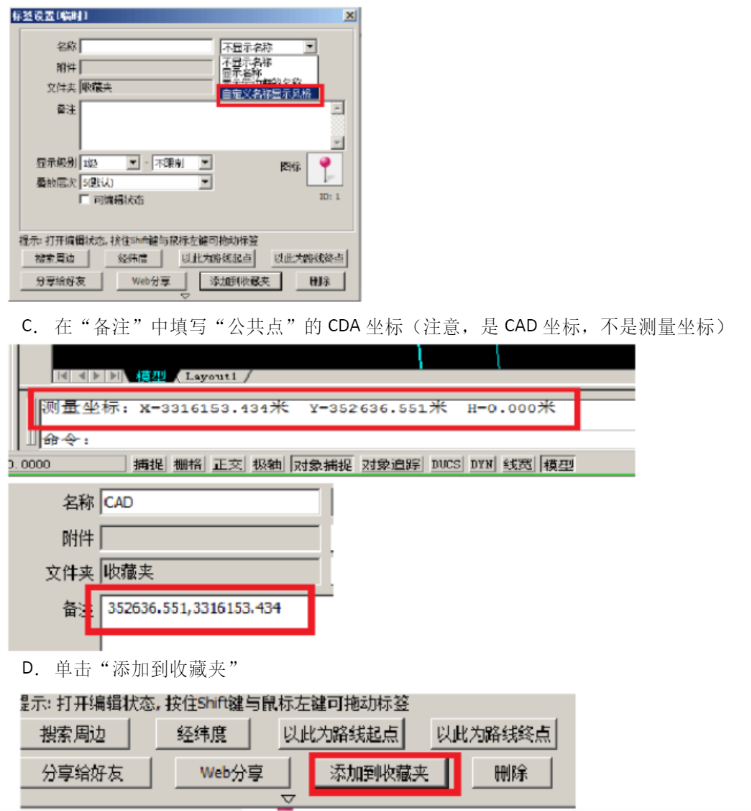 标签设置[临时]
名称 不显示名称
附件 不显示名称
显示名称
文件夹 收藏夹
自定义名称显示风格
备注
显示级别 1级 - 不限制 图标
叠放层次 5(默认)
可编辑状态 ID: 1
提示: 打开编辑状态, 按住Shift键与鼠标左键可拖动标签
搜索周边 经纬度 以此为路线起点 以此为路线终点
分享给好友 Web分享 添加到收藏夹 删除
C. 在“备注”中填写“公共点”的 CDA 坐标（注意，是 CAD 坐标，不是测量坐标）
模型 Layout1
测量坐标: X=3316153.434米 Y=352636.551米 H=0.000米
命令:
0.0000 捕捉 栅格 正交 极轴 对象捕捉 对象追踪 DUCS DYN 线宽 模型
名称 CAD
附件
文件夹 收藏夹
备注 352636.551,3316153.434
D. 单击“添加到收藏夹”
提示: 打开编辑状态, 按住Shift键与鼠标左键可拖动标签
搜索周边 经纬度 以此为路线起点 以此为路线终点
分享给好友 Web分享 添加到收藏夹 删除